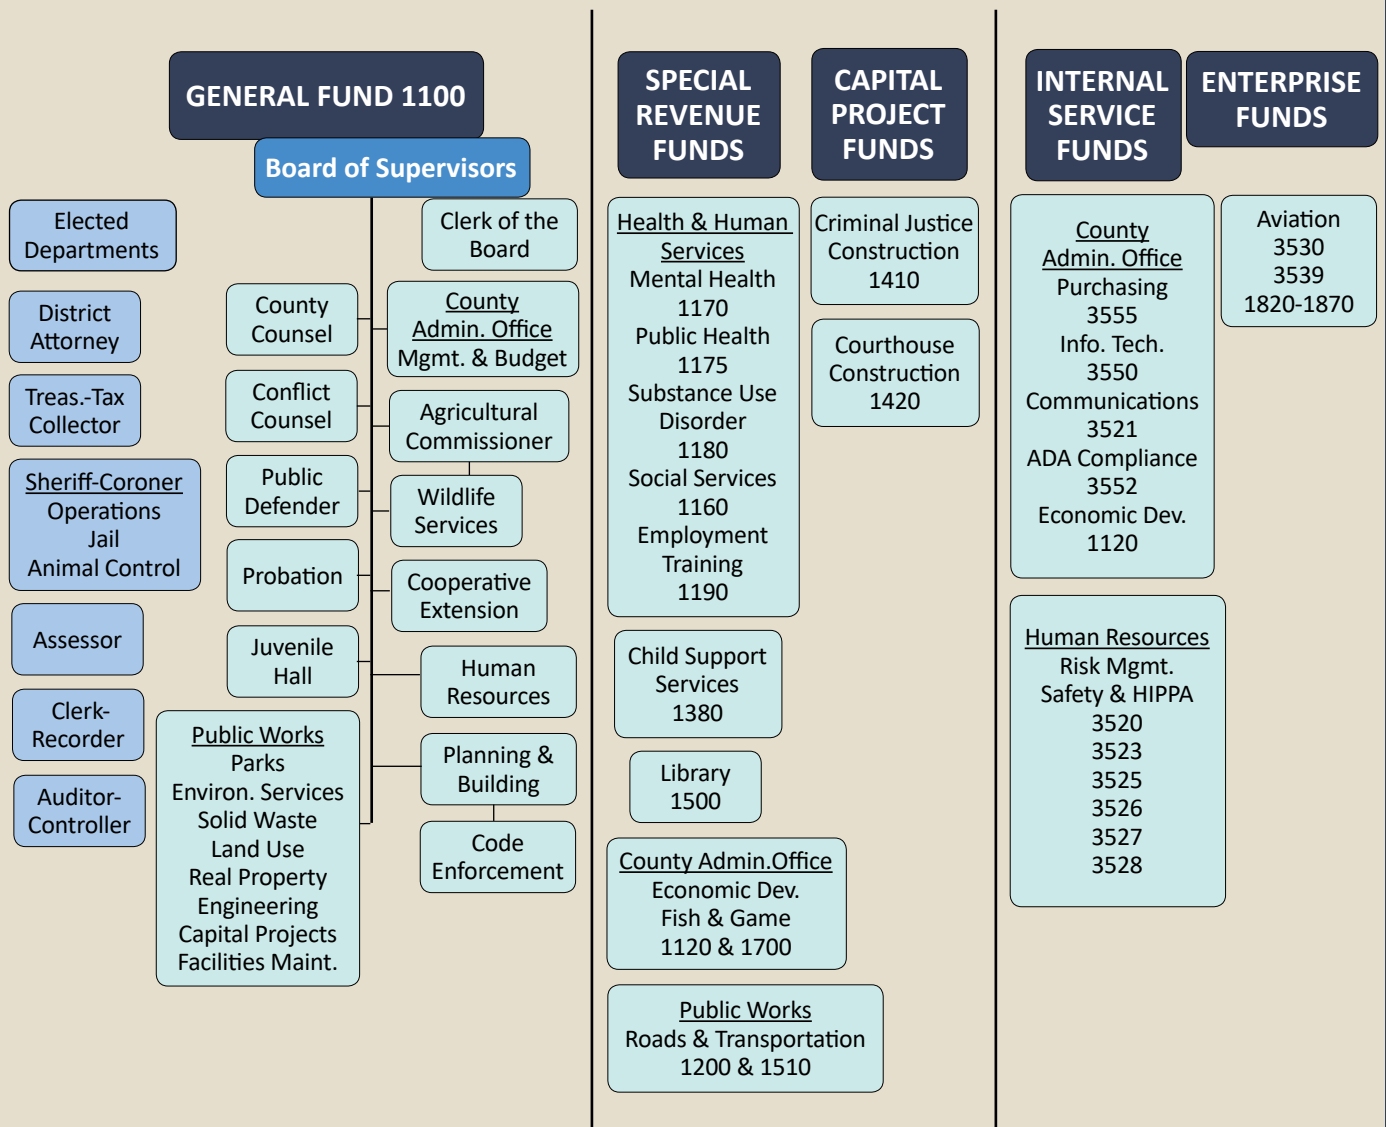 GENERAL FUND 1100
Board of Supervisors
Elected
Departments
District
Attorney
Treas.-Tax
Collector
Sheriff-Coroner
Operations
Jail
Animal Control
Assessor
Clerk-
Recorder
Auditor-
Controller
County
Counsel
Conflict
Counsel
Public
Defender
Probation
Juvenile
Hall
Public Works
Parks
Environ. Services
Solid Waste
Land Use
Real Property
Engineering
Capital Projects
Facilities Maint.
Clerk of the
Board
County
Admin. Office
Mgmt. & Budget
Agricultural
Commissioner
Wildlife
Services
Cooperative
Extension
Human
Resources
Planning &
Building
Code
Enforcement
SPECIAL
REVENUE
FUNDS
Health & Human
Services
Mental Health
1170
Public Health
1175
Substance Use
Disorder
1180
Social Services
1160
Employment
Training
1190
Child Support
Services
1380
Library
1500
County Admin.Office
Economic Dev.
Fish & Game
1120 & 1700
Public Works
Roads & Transportation
1200 & 1510
CAPITAL
PROJECT
FUNDS
Criminal Justice
Construction
1410
Courthouse
Construction
1420
INTERNAL
SERVICE
FUNDS
County
Admin. Office
Purchasing
3555
Info. Tech.
3550
Communications
3521
ADA Compliance
3552
Economic Dev.
1120
Human Resources
Risk Mgmt.
Safety & HIPPA
3520
3523
3525
3526
3527
3528
ENTERPRISE
FUNDS
Aviation
3530
3539
1820-1870